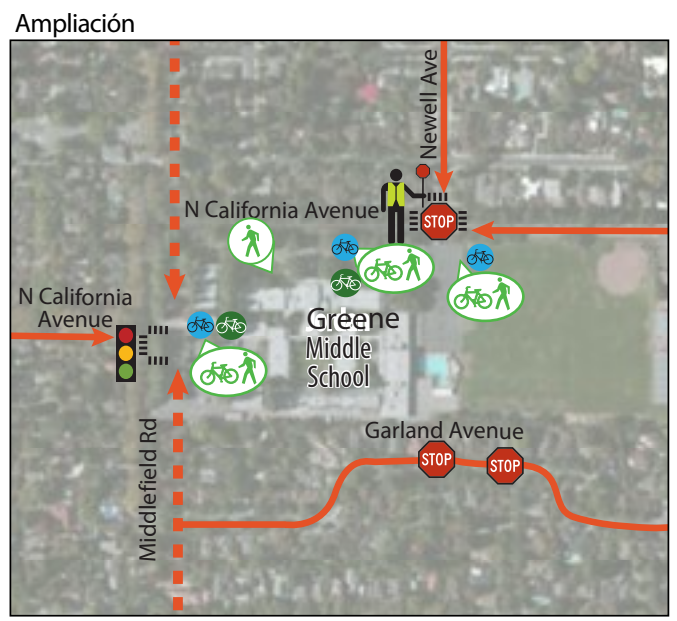 Ampliación
Newell Ave
N California Avenue
STOP
N California
Avenue
Greene
Middle
School
Garland Avenue
STOP
STOP
Middlefield Rd